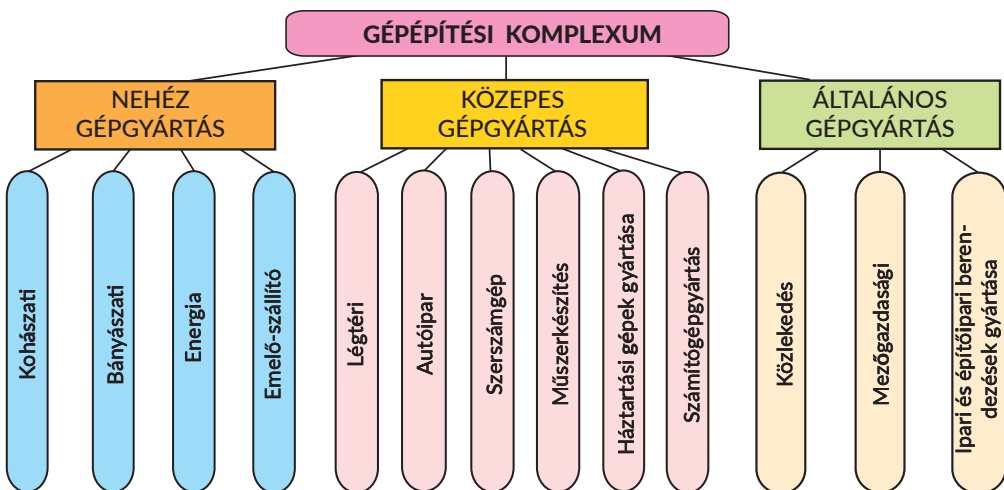 GÉPÉPÍTÉSI KOMPLEXUM
NEHÉZ
GÉPGYÁRTÁS
KÖZEPES
GÉPGYÁRTÁS
ÁLTALÁNOS
GÉPGYÁRTÁS
Kohászati
Bányászati
Energia
Emelő-szállító
Légtéri
Autóipar
Szerszámgép
Műszerkészítés
Háztartási gépek gyártása
Számítógépgyártás
Közlekedés
Mezőgazdasági
Ipari és építőipari beren-
dezések gyártása